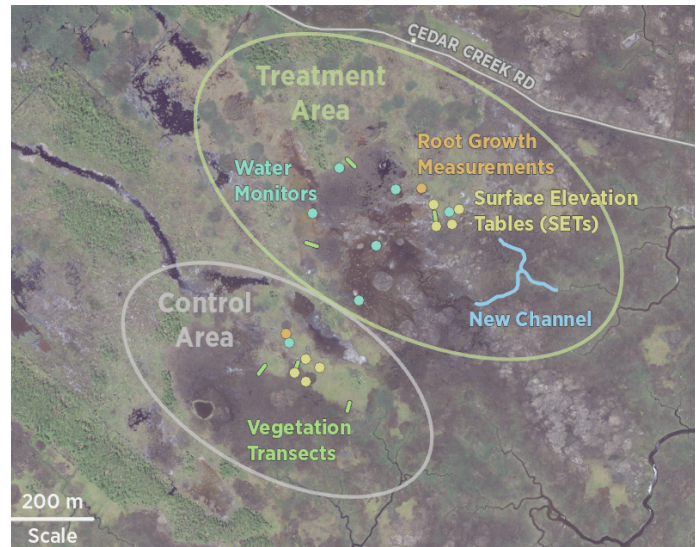 CEDAR CREEK RD
Treatment
Area
Root Growth
Measurements
Water
Monitors
Surface Elevation
Tables (SETs)
New Channel
Control
Area
Vegetation
Transects
200 m
Scale